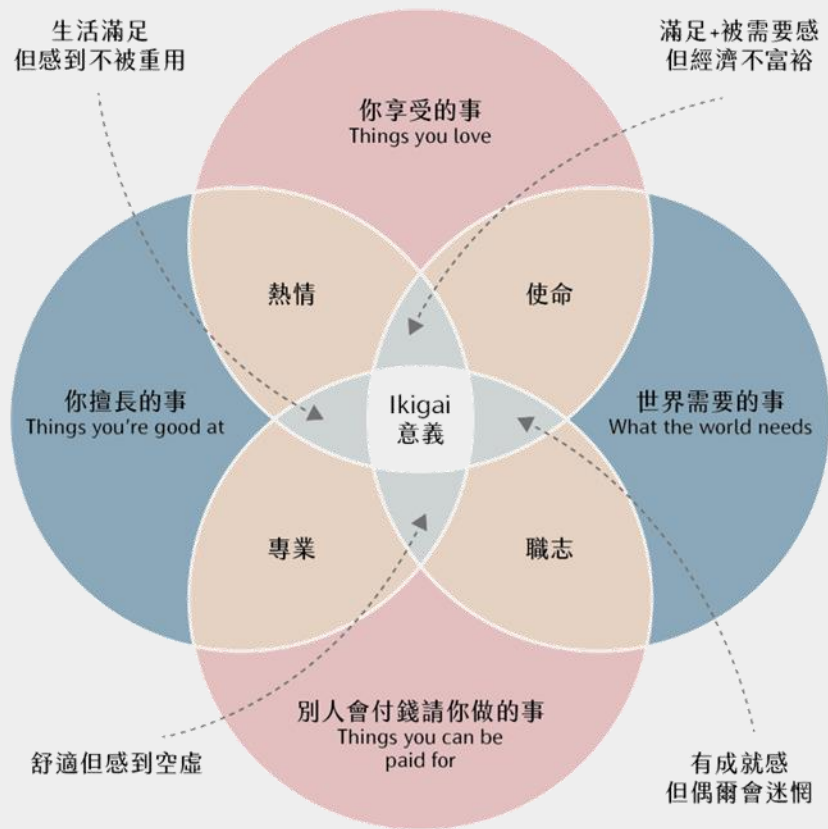 生活滿足
但感到不被重用
滿足+被需要感
但經濟不富裕
你享受的事
Things you love
熱情
使命
你擅長的事
Things you're good at
Ikigai
意義
世界需要的事
What the world needs
專業
職志
別人會付錢請你做的事
Things you can be
paid for
舒適但感到空虛
有成就感
但偶爾會迷惘